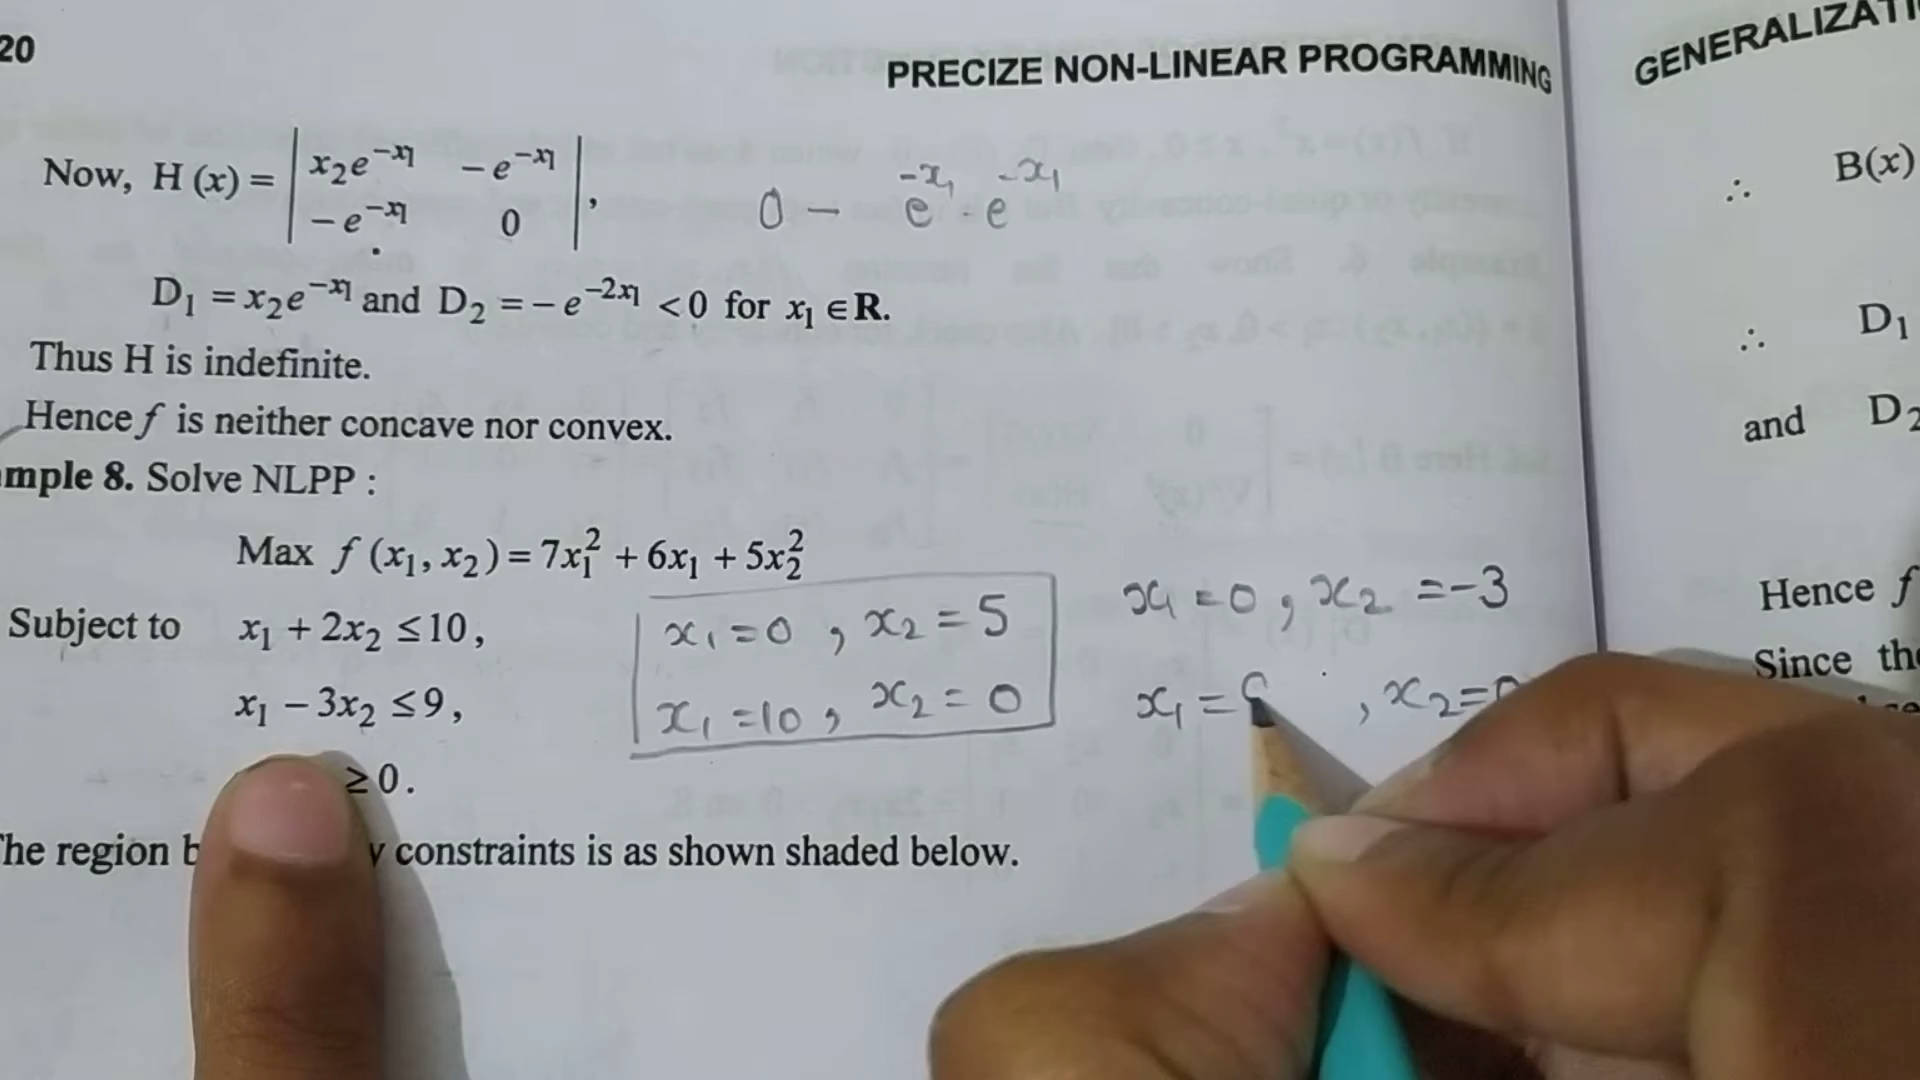 20
PRECIZE NON-LINEAR PROGRAMMING
Now, H (x) = | x₂e^{-x₁} -e^{-x₁} |
| -e^{-x₁} 0 | ,
0 - e^{-x₁} . e^{-x₁}
D₁ = x₂e^{-x₁} and D₂ = -e^{-2x₁} < 0 for x₁ ∈ R.
Thus H is indefinite.
Hence f is neither concave nor convex.
mple 8. Solve NLPP :
Max f (x₁, x₂) = 7x₁² + 6x₁ + 5x₂²
Subject to x₁ + 2x₂ ≤ 10,
x₁ - 3x₂ ≤ 9,
≥ 0.
x₁ = 0 , x₂ = 5
x₁ = 10 , x₂ = 0
x₁ = 0 , x₂ = -3
x₁ = , x₂ = 0
he region b y constraints is as shown shaded below.
GENERALIZATI
∴ B(x)
∴ D₁
and D₂
Hence f
Since the